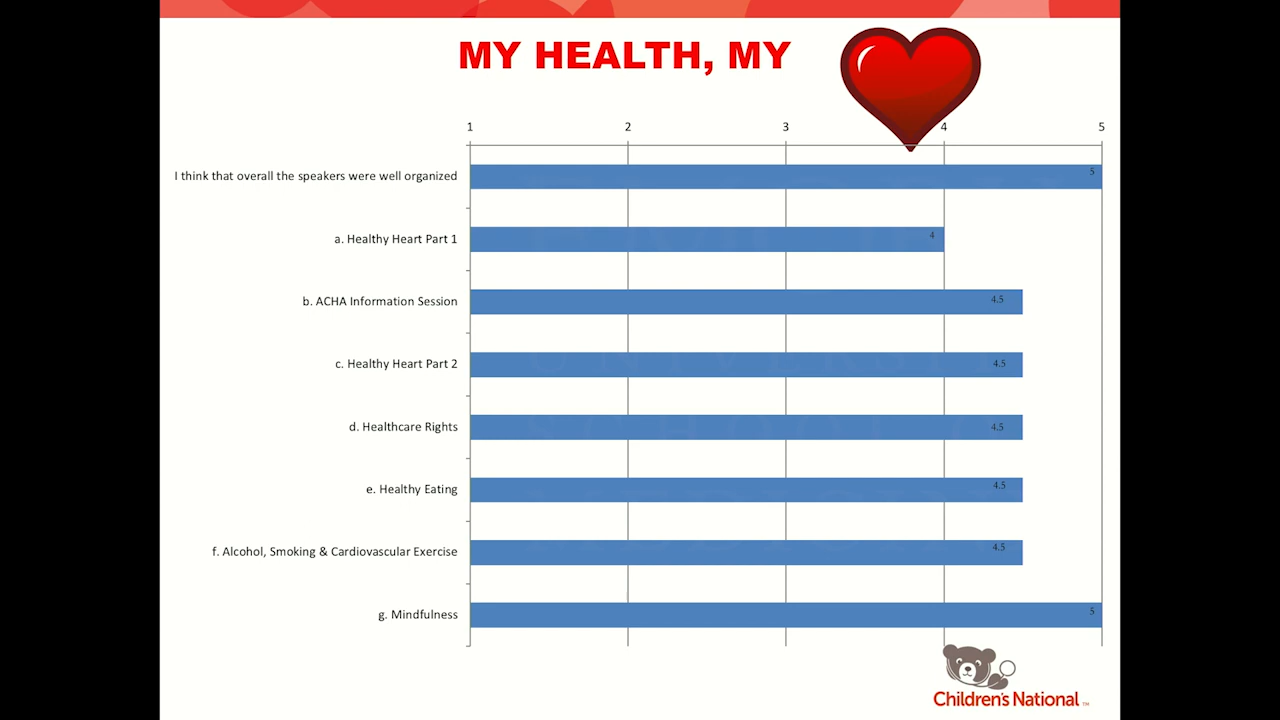 MY HEALTH, MY
1 2 3 4 5
I think that overall the speakers were well organized 5
a. Healthy Heart Part 1 4
b. ACHA Information Session 4.5
c. Healthy Heart Part 2 4.5
d. Healthcare Rights 4.5
e. Healthy Eating 4.5
f. Alcohol, Smoking & Cardiovascular Exercise 4.5
g. Mindfulness 5
Children's National ™